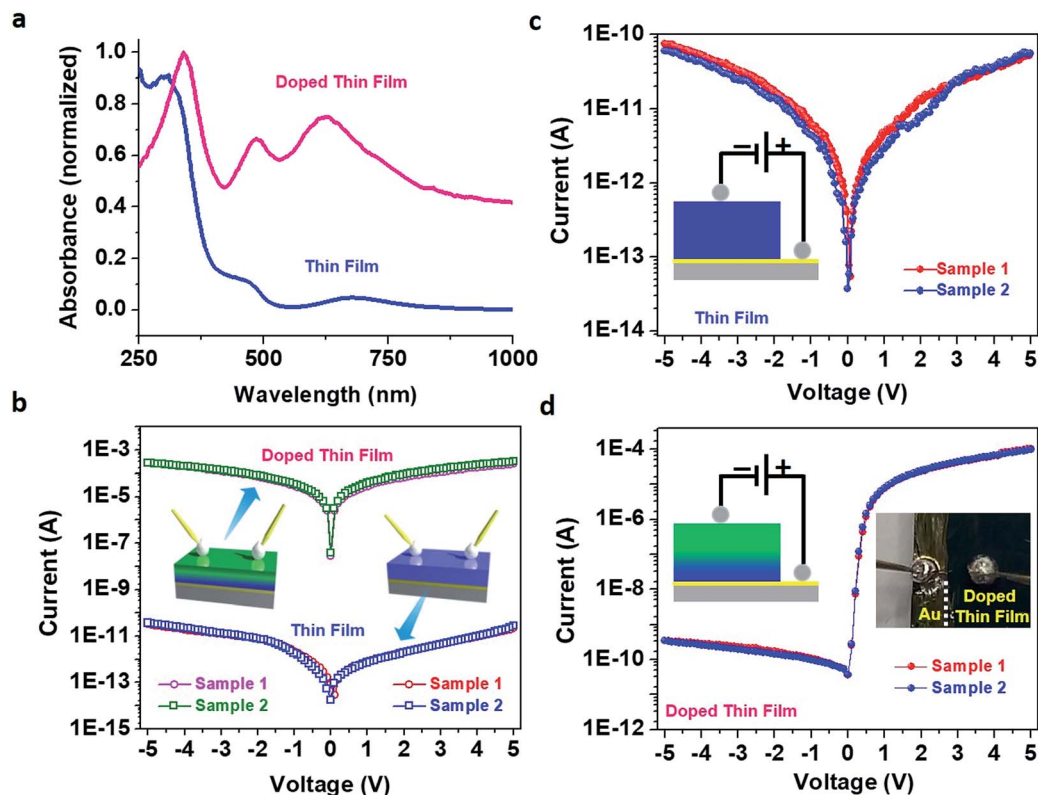 a
1.0
0.8
0.6
0.4
0.2
0.0
Absorbance (normalized)
Doped Thin Film
Thin Film
250
500
750
1000
Wavelength (nm)
b
1E-3
1E-5
1E-7
1E-9
1E-11
1E-13
1E-15
Current (A)
Doped Thin Film
Thin Film
Sample 1
Sample 2
Sample 1
Sample 2
-5 -4 -3 -2 -1 0 1 2 3 4 5
Voltage (V)
c
1E-10
1E-11
1E-12
1E-13
1E-14
Current (A)
− +
Sample 1
Sample 2
Thin Film
-5 -4 -3 -2 -1 0 1 2 3 4 5
Voltage (V)
d
1E-4
1E-6
1E-8
1E-10
1E-12
Current (A)
− +
Doped
Au Thin Film
Sample 1
Sample 2
Doped Thin Film
-5 -4 -3 -2 -1 0 1 2 3 4 5
Voltage (V)